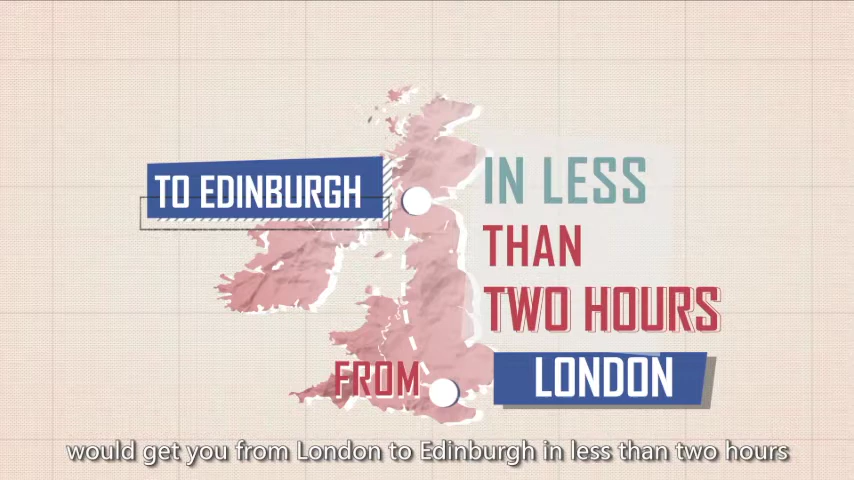 TO EDINBURGH
IN LESS
THAN
TWO HOURS
FROM
LONDON
would get you from London to Edinburgh in less than two hours